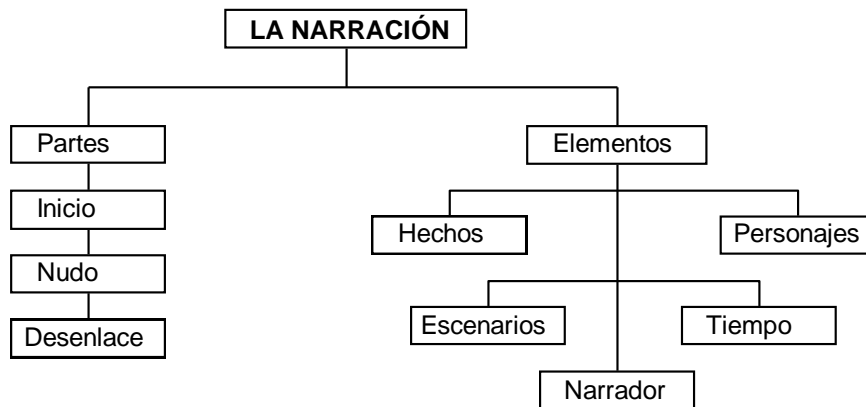 LA NARRACIÓN
Partes
Elementos
Inicio
Hechos
Personajes
Nudo
Escenarios
Tiempo
Desenlace
Narrador